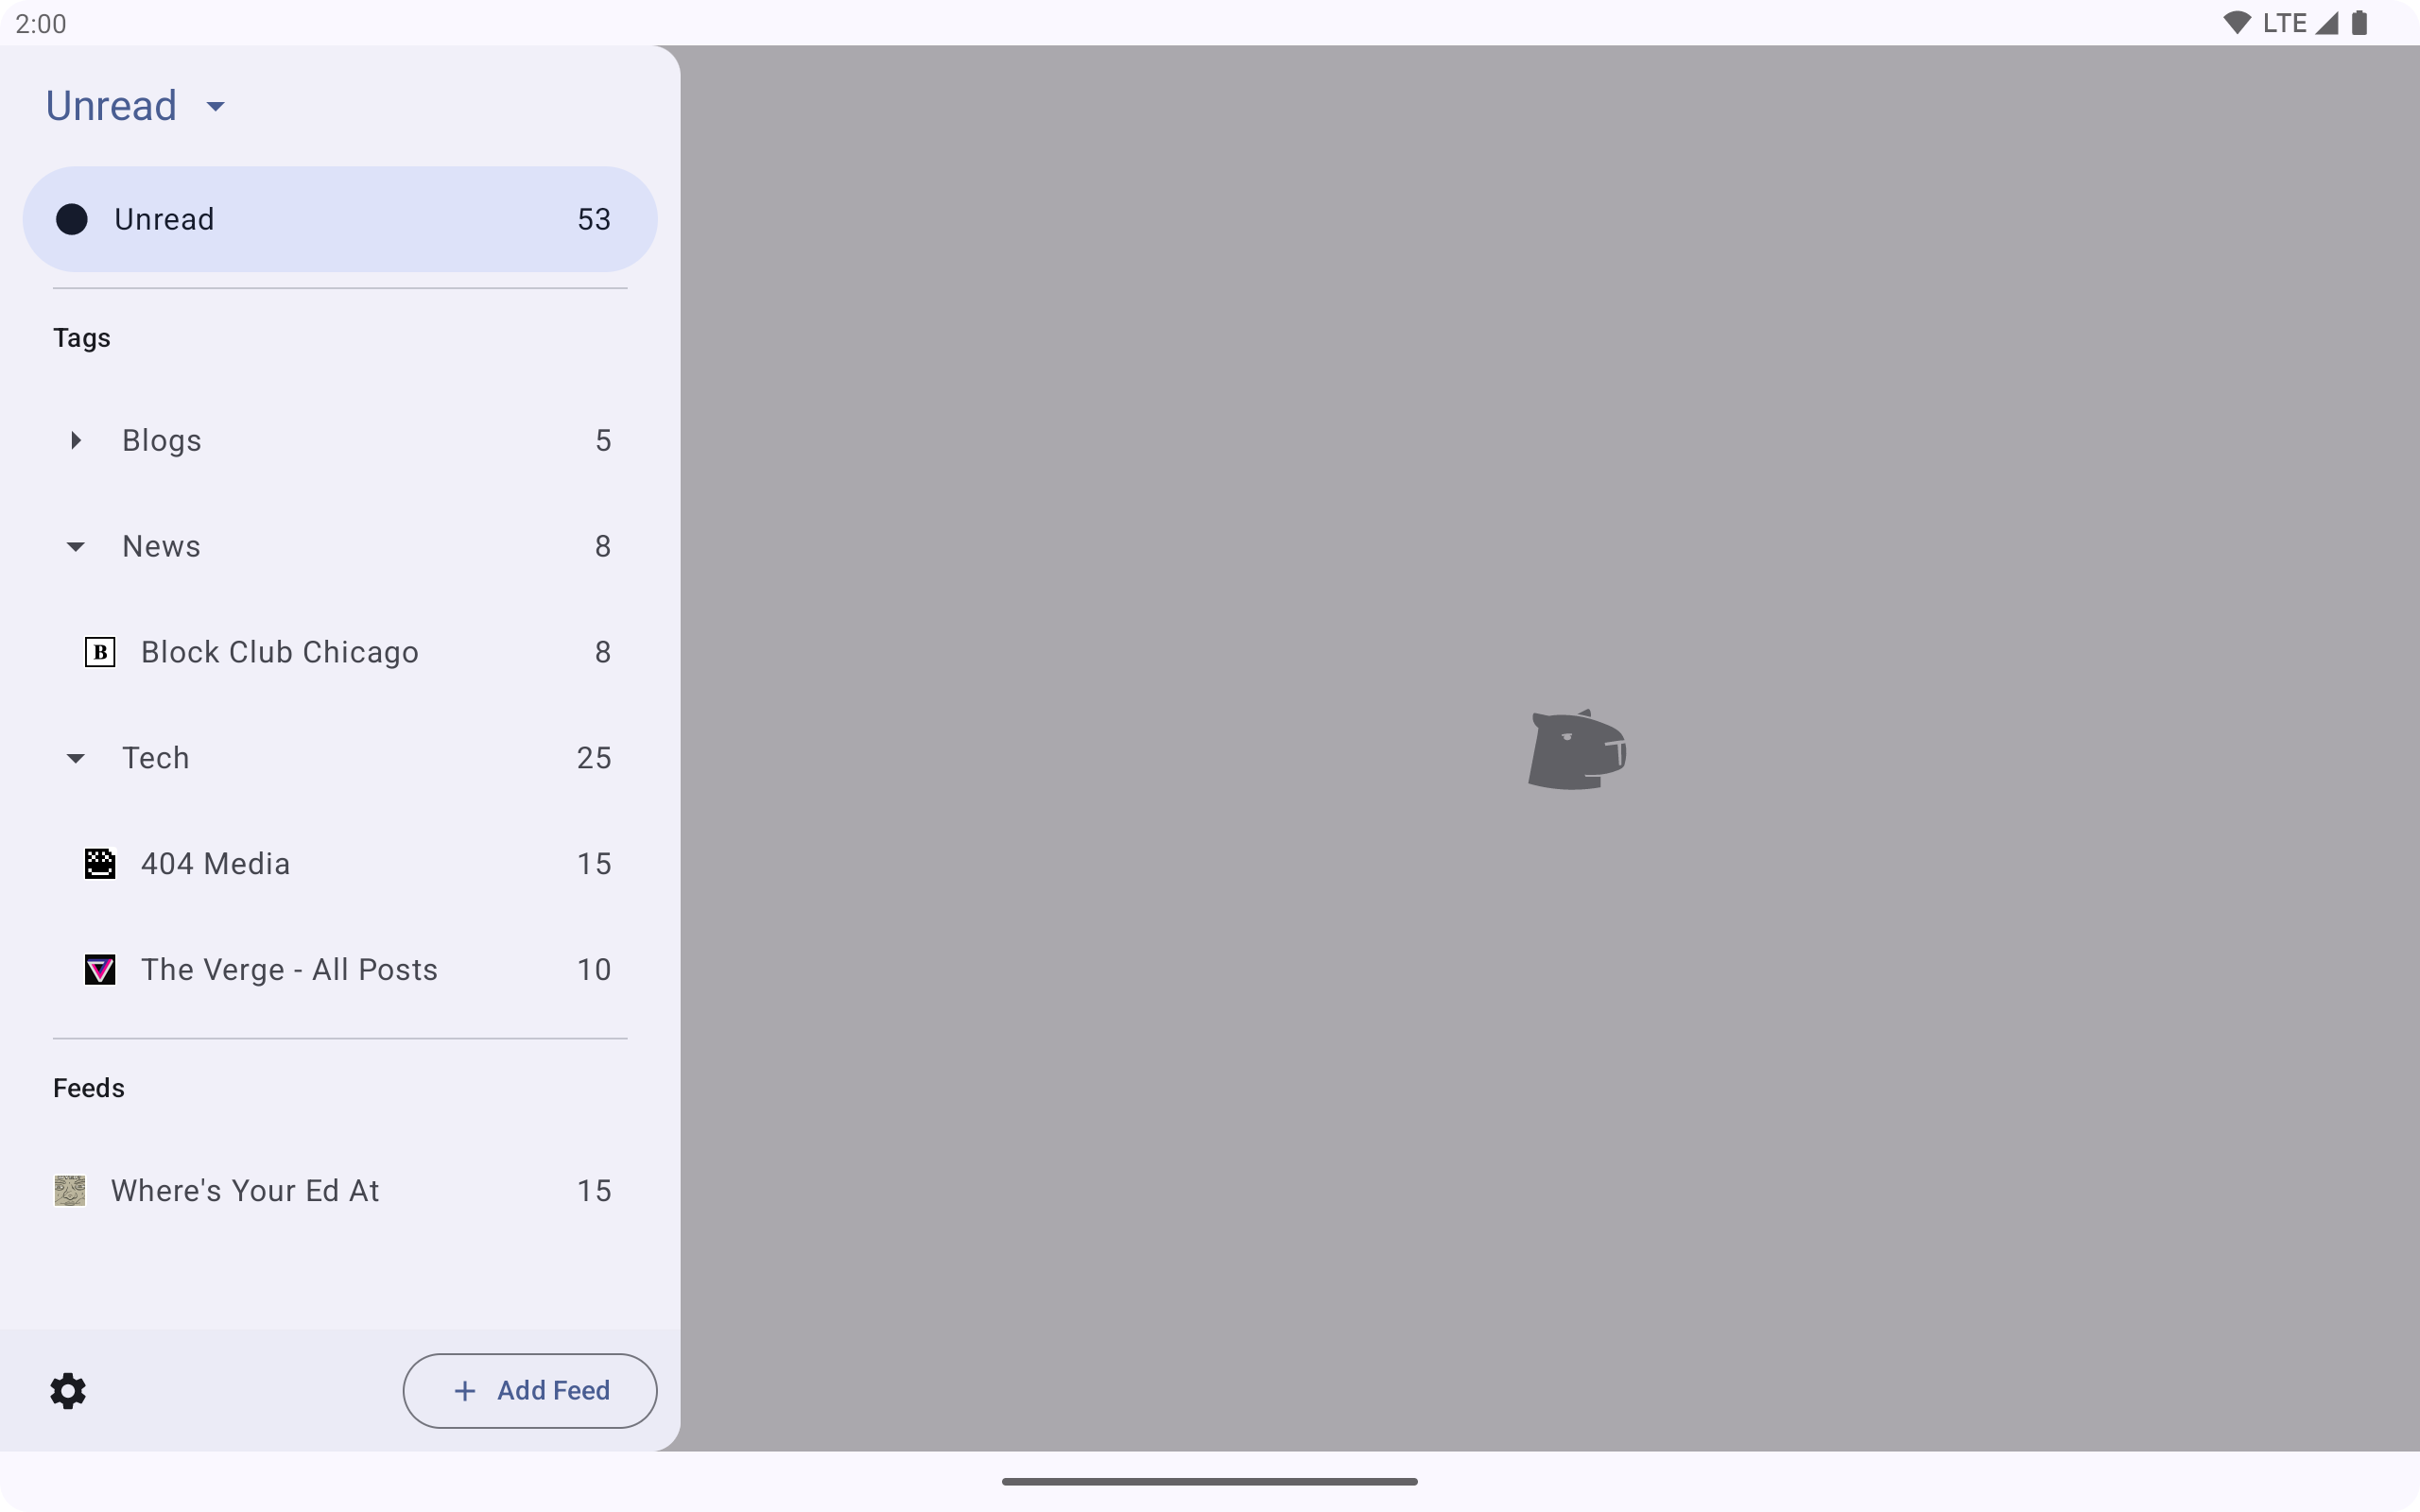 2:00
LTE
Unread
Unread 53
Tags
Blogs 5
News 8
B Block Club Chicago 8
Tech 25
404 Media 15
The Verge - All Posts 10
Feeds
Where's Your Ed At 15
+ Add Feed